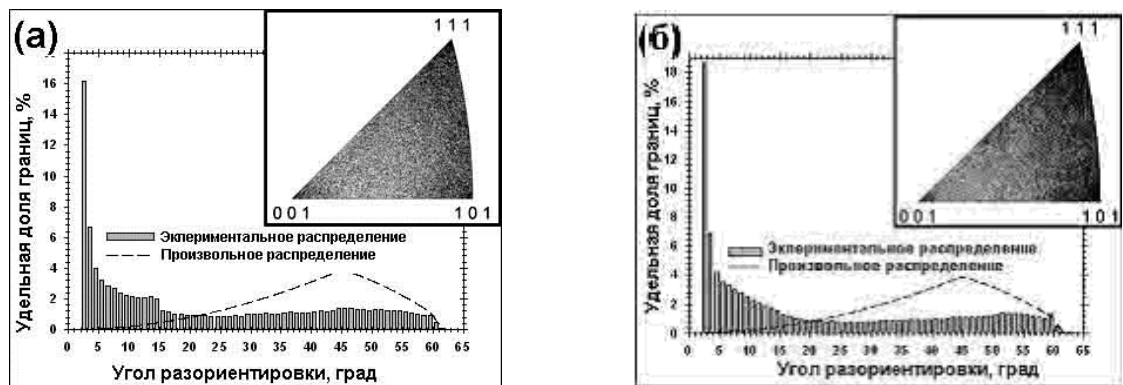 (а)
1 1 1
0 0 1
1 0 1
Удельная доля границ, %
16
14
12
10
8
6
4
2
0
Экпериментальное распределение
Произвольное распределение
0 5 10 15 20 25 30 35 40 45 50 55 60 65
Угол разориентировки, град
(б)
1 1 1
0 0 1
1 0 1
Удельная доля границ, %
18
16
14
12
10
8
6
4
2
0
Экпериментальное распределение
Произвольное распределение
0 5 10 15 20 25 30 35 40 45 50 55 60 65
Угол разориентировки, град